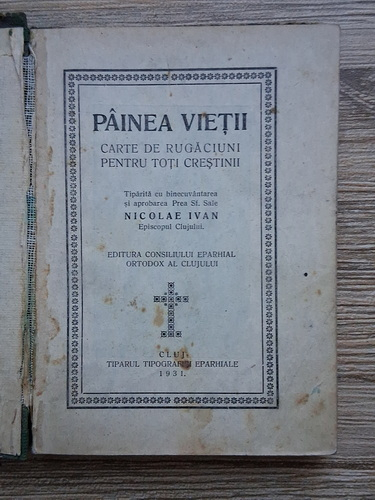 PÂINEA VIEȚII
CARTE DE RUGĂCIUNI
PENTRU TOȚI CREȘTINII
Tipărită cu binecuvântarea
și aprobarea Prea Sf. Sale
NICOLAE IVAN
Episcopul Clujului.
EDITURA CONSILIULUI EPARHIAL
ORTODOX AL CLUJULUI
CLUJ
TIPARUL TIPOGRAFIEI EPARHIALE
1931.